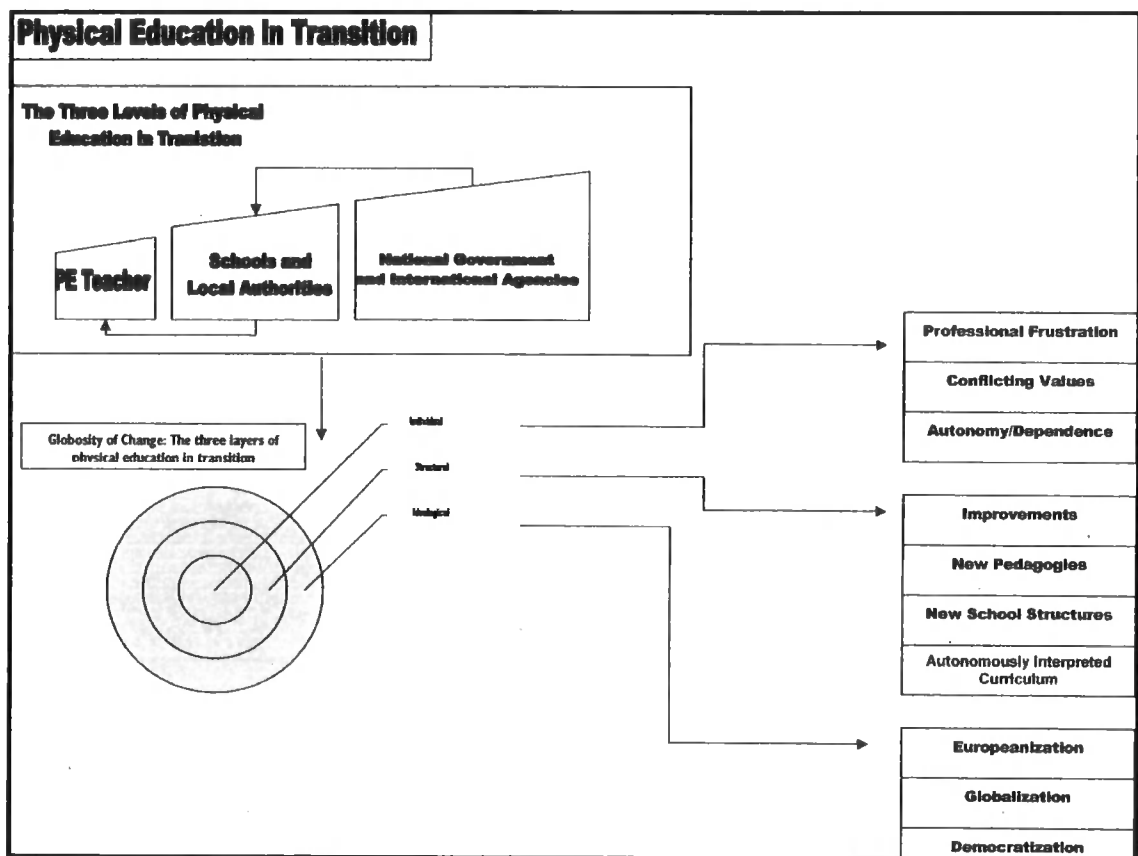 Physical Education in Transition
The Three Levels of Physical
Education in Tranistion
PE Teacher
Schools and
Local Authorities
National Government
and International Agencies
Globosity of Change: The three layers of
physical education in transition
Individual
Structural
Ideological
Professional Frustration
Conflicting Values
Autonomy/Dependence
Improvements
New Pedagogies
New School Structures
Autonomously Interpreted
Curriculum
Europeanization
Globalization
Democratization